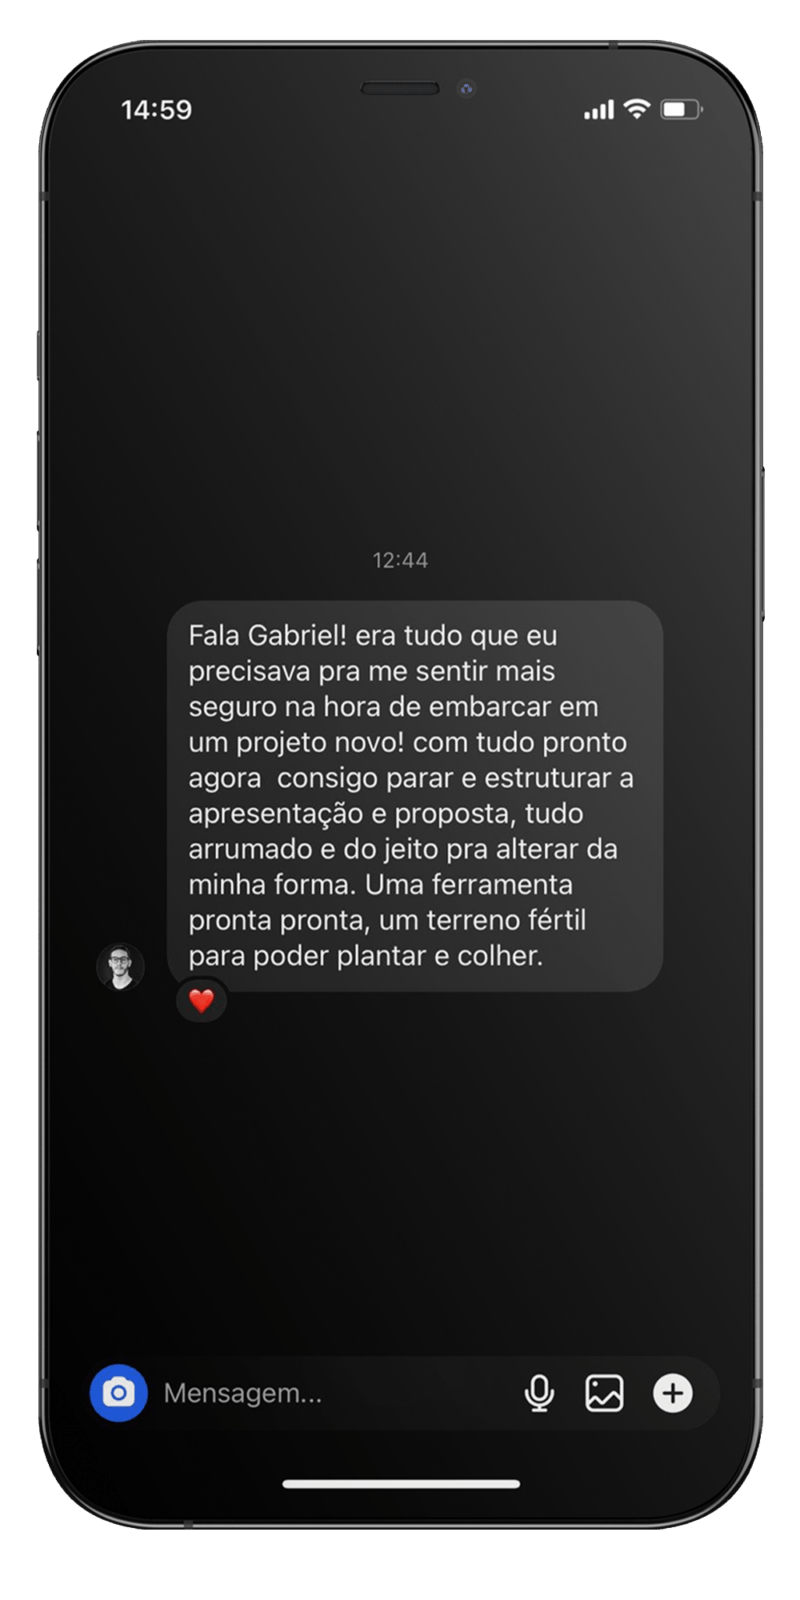 14:59
12:44
Fala Gabriel! era tudo que eu
precisava pra me sentir mais
seguro na hora de embarcar em
um projeto novo! com tudo pronto
agora  consigo parar e estruturar a
apresentação e proposta, tudo
arrumado e do jeito pra alterar da
minha forma. Uma ferramenta
pronta pronta, um terreno fértil
para poder plantar e colher.
Mensagem...